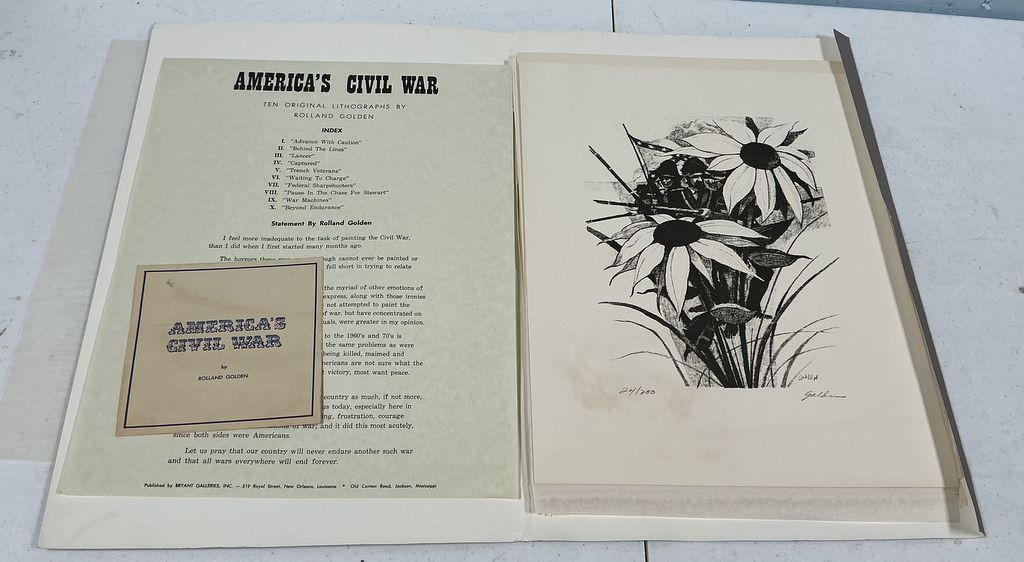 AMERICA'S CIVIL WAR
TEN ORIGINAL LITHOGRAPHS BY
ROLLAND GOLDEN
INDEX
I. "Advance With Caution"
II. "Behind The Lines"
III. "Lancer"
IV. "Captured"
V. "Trench Veterans"
VI. "Waiting To Charge"
VII. "Federal Sharpshooters"
VIII. "Pause In The Chase For Stewart"
IX. "War Machines"
X. "Beyond Endurance"
Statement By Rolland Golden
I feel more inadequate to the task of painting the Civil War,
than I did when I first started many months ago.
The horrors cannot ever be painted or
fell short in trying to relate
the myriad of other emotions of
express, along with those ironies
not attempted to paint the
of war, but have concentrated on
were greater in my opinion.
to the 1960's and 70's is
the same problems as were
being killed, maimed and
are not sure what the
victory, most want peace.
country as much, if not more,
us today, especially here in
frustration, courage
of war; and it did this most acutely,
since both sides were Americans.
Let us pray that our country will never endure another such war
and that all wars everywhere will end forever.
Published by BRYANT GALLERIES, INC. — 519 Royal Street, New Orleans, Louisiana • Old Canton Road, Jackson, Mississippi
AMERICA'S
CIVIL WAR
by
ROLLAND GOLDEN
24/200
Golden